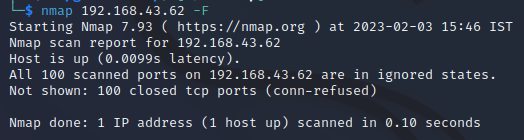 └─$ nmap 192.168.43.62 -F
Starting Nmap 7.93 ( https://nmap.org ) at 2023-02-03 15:46 IST
Nmap scan report for 192.168.43.62
Host is up (0.0099s latency).
All 100 scanned ports on 192.168.43.62 are in ignored states.
Not shown: 100 closed tcp ports (conn-refused)
Nmap done: 1 IP address (1 host up) scanned in 0.10 seconds